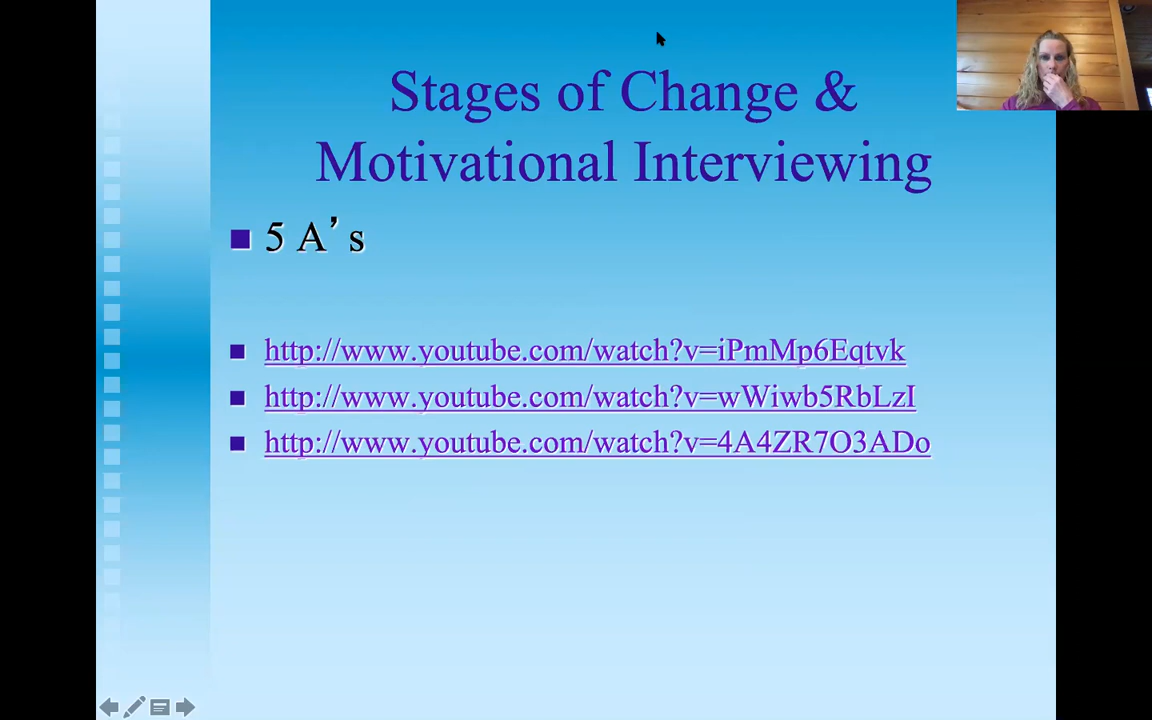 Stages of Change &
Motivational Interviewing
5 A’s
http://www.youtube.com/watch?v=iPmMp6Eqtvk
http://www.youtube.com/watch?v=wWiwb5RbLzI
http://www.youtube.com/watch?v=4A4ZR7O3ADo